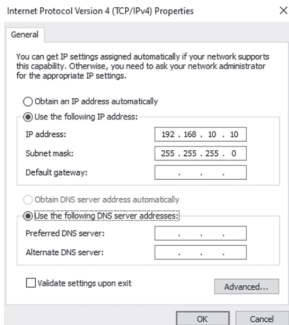 Internet Protocol Version 4 (TCP/IPv4) Properties
General
You can get IP settings assigned automatically if your network supports
this capability. Otherwise, you need to ask your network administrator
for the appropriate IP settings.
Obtain an IP address automatically
Use the following IP address:
IP address: 192 . 168 . 10 . 10
Subnet mask: 255 . 255 . 255 . 0
Default gateway: . . .
Obtain DNS server address automatically
Use the following DNS server addresses:
Preferred DNS server: . . .
Alternate DNS server: . . .
Validate settings upon exit
Advanced...
OK Cancel